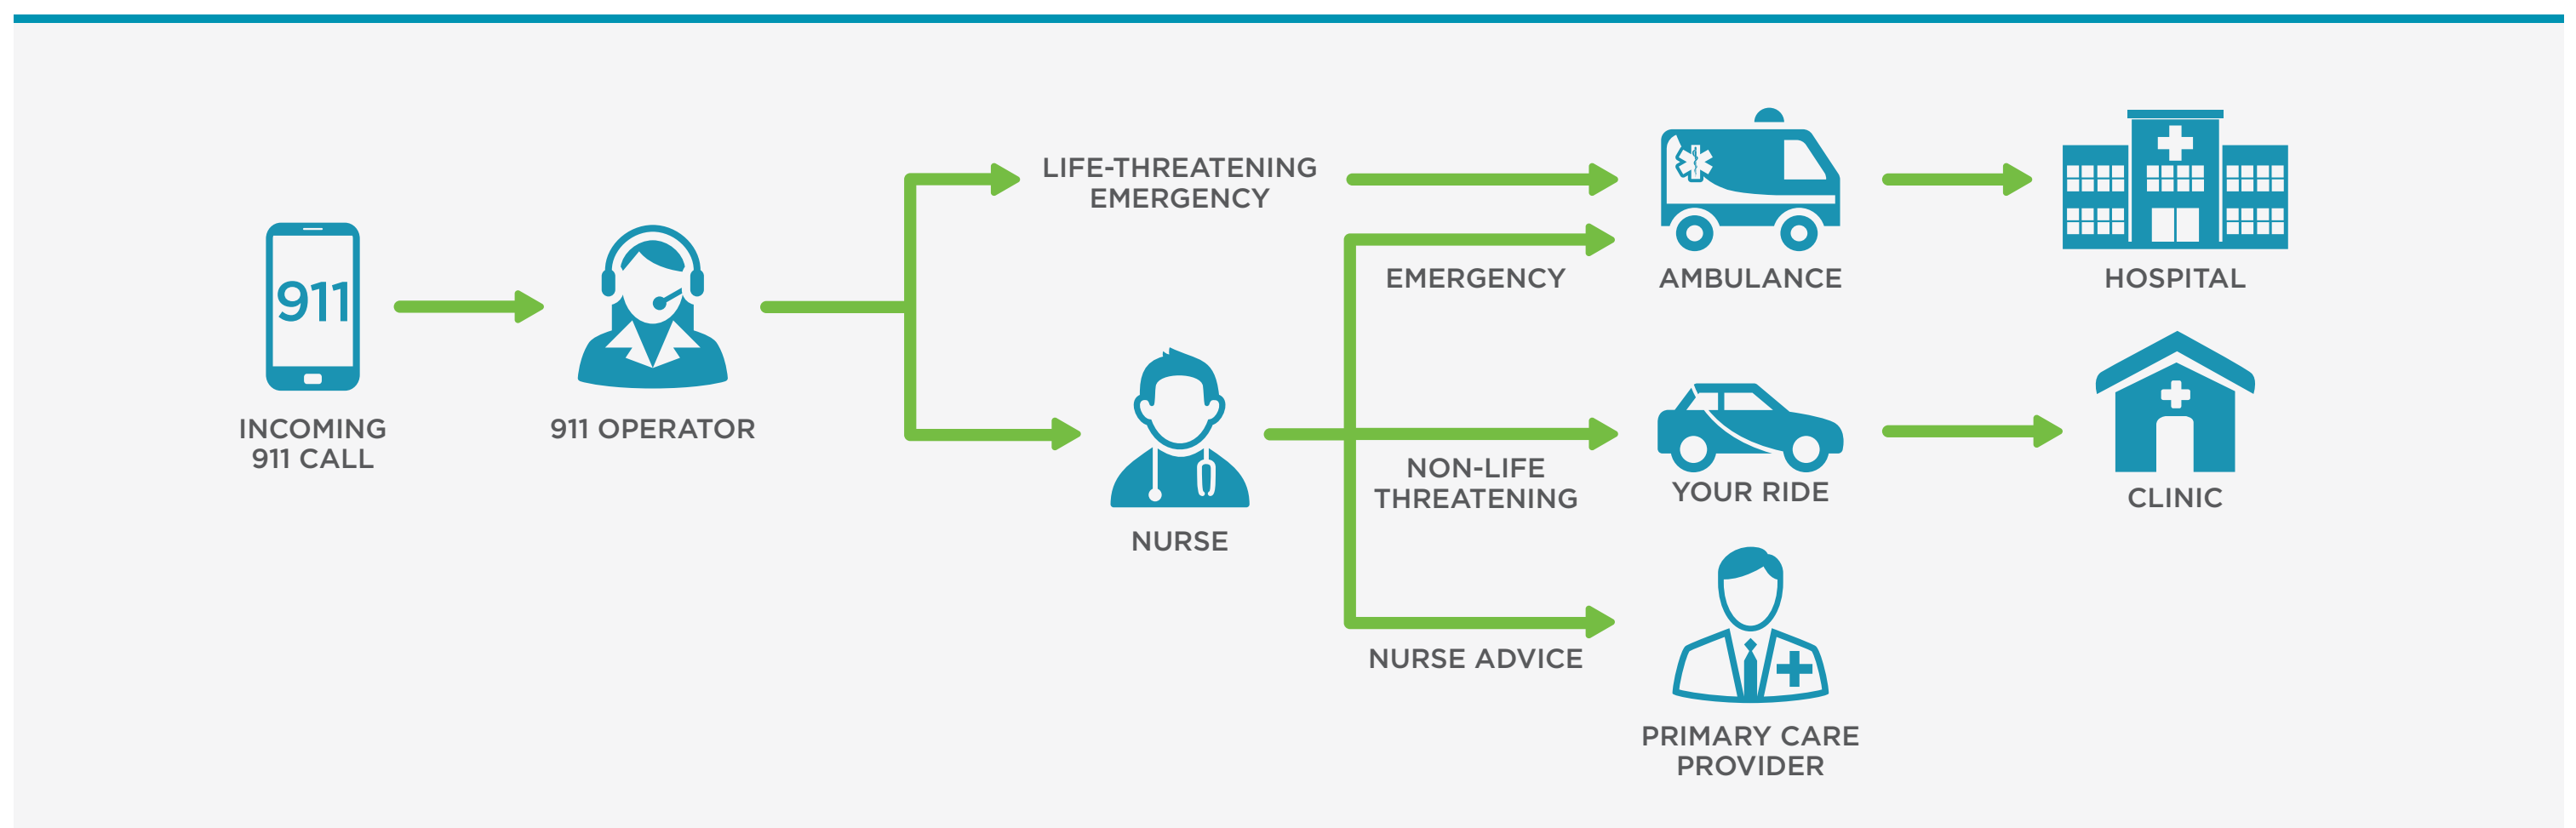 911
INCOMING
911 CALL
911 OPERATOR
LIFE-THREATENING
EMERGENCY
NURSE
EMERGENCY
NON-LIFE
THREATENING
NURSE ADVICE
AMBULANCE
HOSPITAL
YOUR RIDE
CLINIC
PRIMARY CARE
PROVIDER